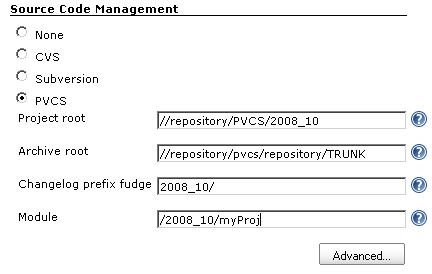 Source Code Management
None
CVS
Subversion
PVCS
Project root //repository/PVCS/2008_10
Archive root //repository/pvcs/repository/TRUNK
Changelog prefix fudge 2008_10/
Module /2008_10/myProj
Advanced...